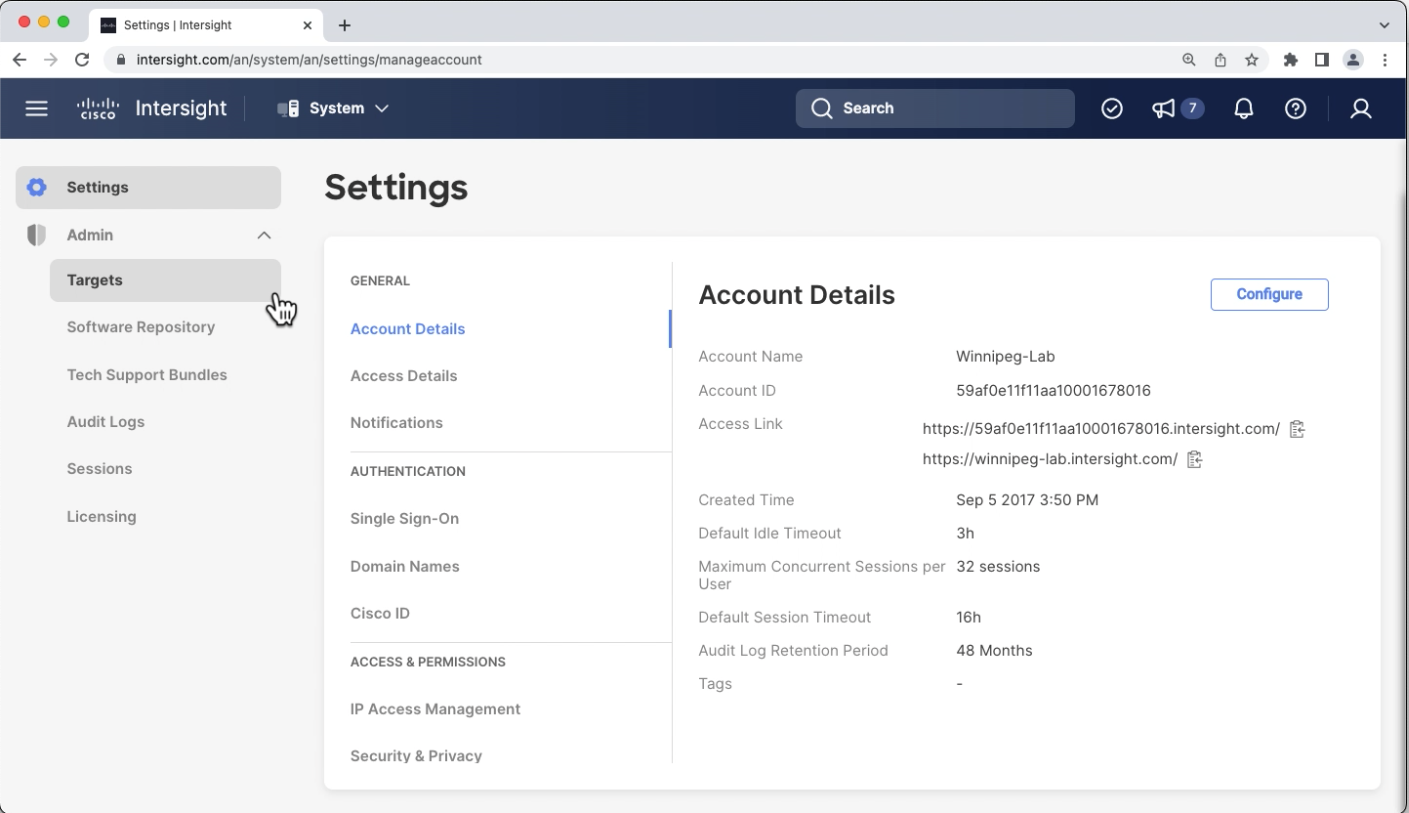 Settings | Intersight
intersight.com/an/system/an/settings/manageaccount
cisco Intersight System Search 7
Settings
Admin
Targets
Software Repository
Tech Support Bundles
Audit Logs
Sessions
Licensing
Settings
GENERAL
Account Details
Access Details
Notifications
AUTHENTICATION
Single Sign-On
Domain Names
Cisco ID
ACCESS & PERMISSIONS
IP Access Management
Security & Privacy
Account Details Configure
Account Name Winnipeg-Lab
Account ID 59af0e11f11aa10001678016
Access Link https://59af0e11f11aa10001678016.intersight.com/
https://winnipeg-lab.intersight.com/
Created Time Sep 5 2017 3:50 PM
Default Idle Timeout 3h
Maximum Concurrent Sessions per 32 sessions
User
Default Session Timeout 16h
Audit Log Retention Period 48 Months
Tags -